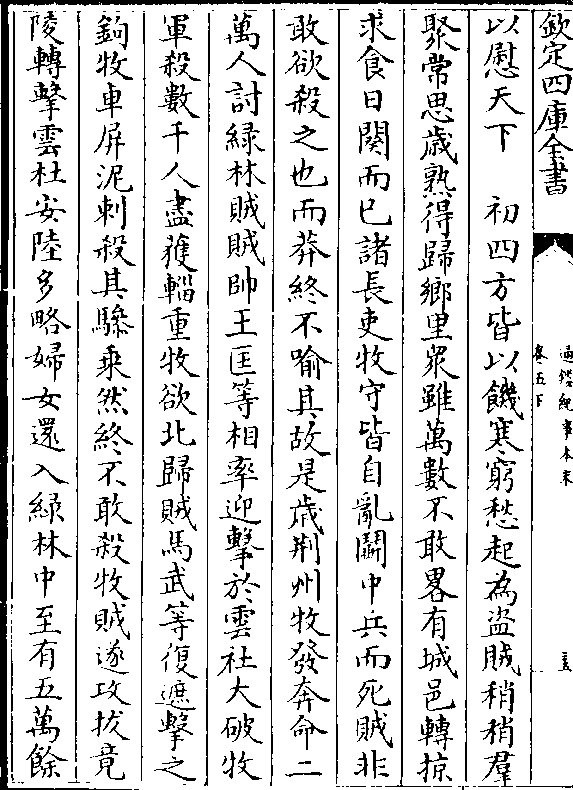 欽定四庫全書
通鑑紀事本末
卷五下
以慰天下　初四方皆以饑寒窮愁起為盗賊稍稍羣
聚常思歳熟得歸鄉里衆雖萬數不敢畧有城邑轉掠
求食日闋而已諸長吏牧守皆自亂鬭中兵而死賊非
敢欲殺之也而莽終不喻其故是歳荆州牧發奔命二
萬人討緑林賊賊帥王匡等相率迎擊於雲杜大破牧
軍殺數千人盡獲輜重牧欲北歸賊馬武等復遮擊之
鉤牧車屏泥刺殺其驂乗然終不敢殺牧賊遂攻拔竟
陵轉擊雲杜安陸多略婦女還入緑林中至有五萬餘